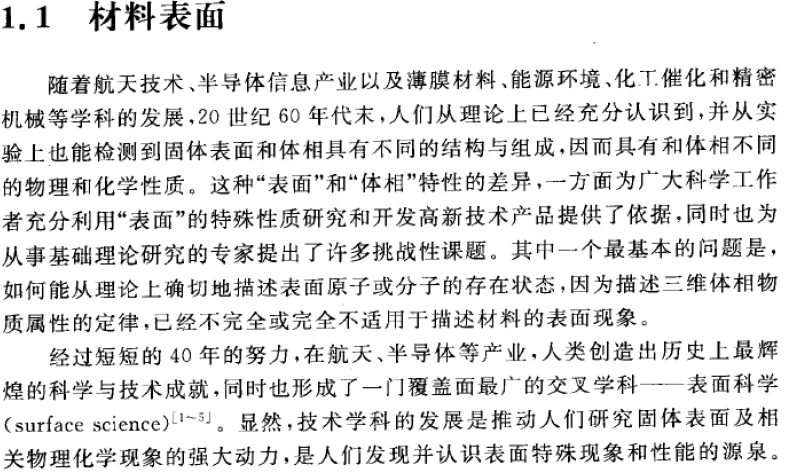 1.1 材料表面
随着航天技术、半导体信息产业以及薄膜材料、能源环境、化工催化和精密
机械等学科的发展,20 世纪 60 年代末,人们从理论上已经充分认识到,并从实
验上也能检测到固体表面和体相具有不同的结构与组成,因而具有和体相不同
的物理和化学性质。这种“表面”和“体相”特性的差异,一方面为广大科学工作
者充分利用“表面”的特殊性质研究和开发高新技术产品提供了依据,同时也为
从事基础理论研究的专家提出了许多挑战性课题。其中一个最基本的问题是,
如何能从理论上确切地描述表面原子或分子的存在状态,因为描述三维体相物
质属性的定律,已经不完全或完全不适用于描述材料的表面现象。
经过短短的 40 年的努力,在航天、半导体等产业,人类创造出历史上最辉
煌的科学与技术成就,同时也形成了一门覆盖面最广的交叉学科——表面科学
(surface science)[1~5]。显然,技术学科的发展是推动人们研究固体表面及相
关物理化学现象的强大动力,是人们发现并认识表面特殊现象和性能的源泉。